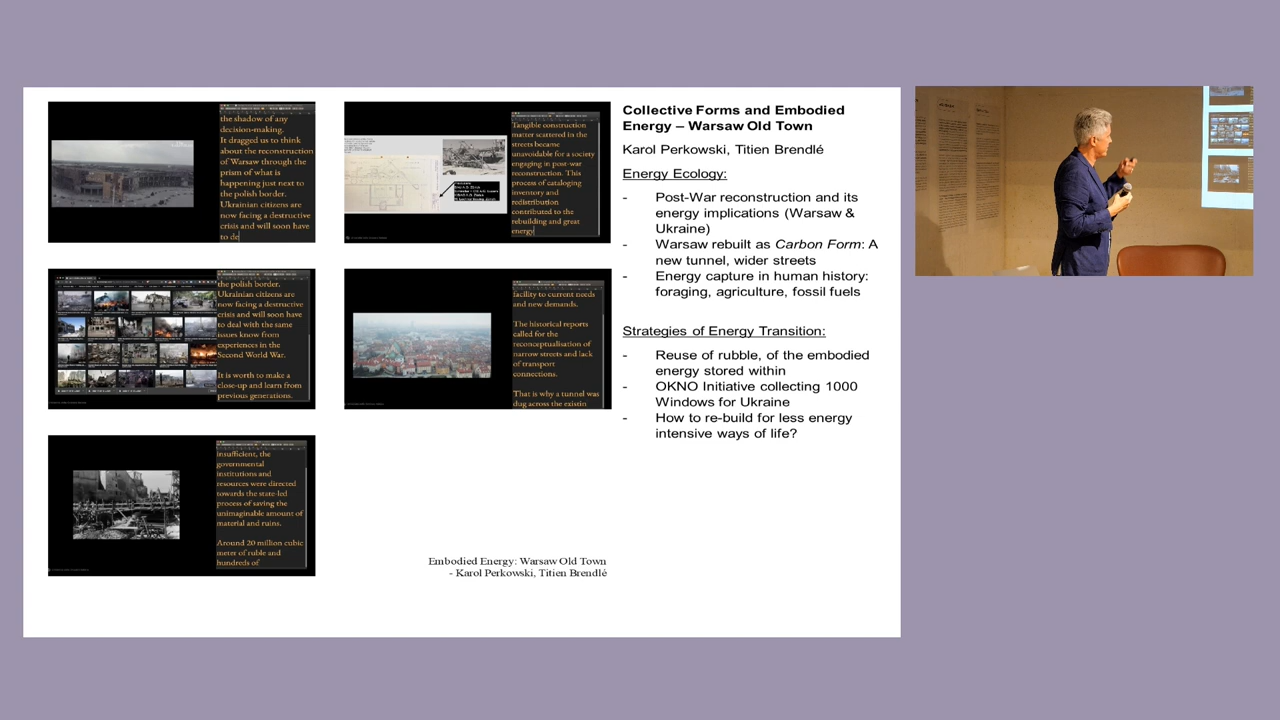 the shadow of any
decision-making.
It dragged us to think
about the reconstruction
of Warsaw through the
prism of what is
happening just next to
the polish border.
Ukrainian citizens are
now facing a destructive
crisis and will soon have
to de
Tangible construction
matter scattered in the
streets became
unavoidable for a society
engaging in post-war
reconstruction. This
process of cataloging
inventory and
redistribution
contributed to the
rebuilding and great
energy
the polish border.
Ukrainian citizens are
now facing a destructive
crisis and will soon have
to deal with the same
issues know from
experiences in the
Second World War.
It is worth to make a
close-up and learn from
previous generations.
facility to current needs
and new demands.
The historical reports
called for the
reconceptualisation of
narrow streets and lack
of transport
connections.
That is why a tunnel was
dug across the existin
insufficient, the
governmental
institutions and
resources were directed
towards the state-led
process of saving the
unimaginable amount of
material and ruins.
Around 20 million cubic
meter of ruble and
hundreds of
Embodied Energy: Warsaw Old Town
- Karol Perkowski, Titien Brendlé
Collective Forms and Embodied
Energy – Warsaw Old Town
Karol Perkowski, Titien Brendlé
Energy Ecology:
- Post-War reconstruction and its
energy implications (Warsaw &
Ukraine)
- Warsaw rebuilt as Carbon Form: A
new tunnel, wider streets
- Energy capture in human history:
foraging, agriculture, fossil fuels
Strategies of Energy Transition:
- Reuse of rubble, of the embodied
energy stored within
- OKNO Initiative collecting 1000
Windows for Ukraine
- How to re-build for less energy
intensive ways of life?